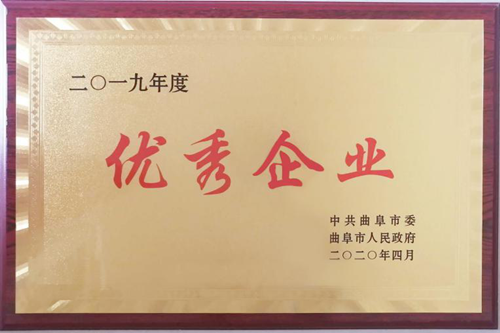 二〇一九年度
优秀企业
中共曲阜市委
曲阜市人民政府
二〇二〇年四月